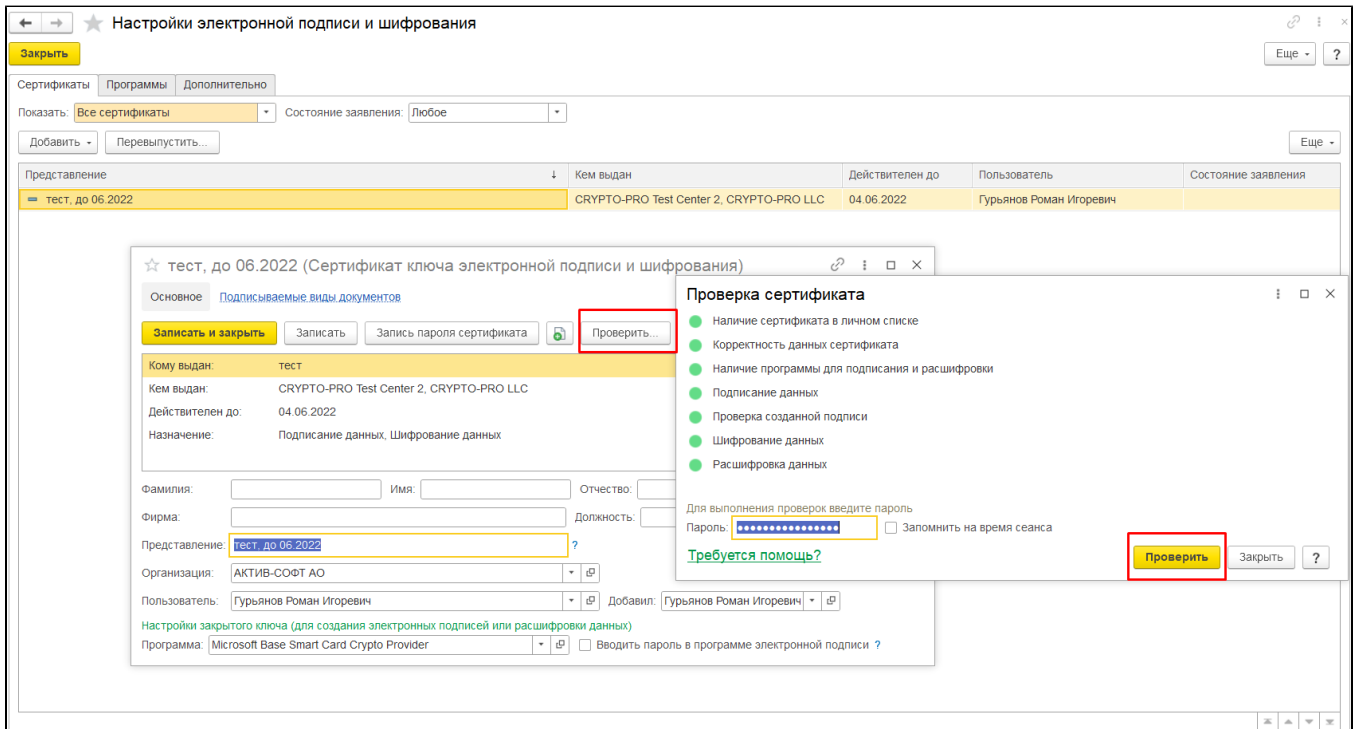 Настройки электронной подписи и шифрования
Закрыть
Еще
?
Сертификаты Программы Дополнительно
Показать: Все сертификаты Состояние заявления: Любое
Добавить Перевыпустить... Еще
Представление Кем выдан Действителен до Пользователь Состояние заявления
тест, до 06.2022 CRYPTO-PRO Test Center 2, CRYPTO-PRO LLC 04.06.2022 Гурьянов Роман Игоревич
тест, до 06.2022 (Сертификат ключа электронной подписи и шифрования)
Основное Подписываемые виды документов
Записать и закрыть Записать Запись пароля сертификата Проверить...
Кому выдан: тест
Кем выдан: CRYPTO-PRO Test Center 2, CRYPTO-PRO LLC
Действителен до: 04.06.2022
Назначение: Подписание данных, Шифрование данных
Фамилия: Имя: Отчество:
Фирма: Должность:
Представление: тест, до 06.2022 ?
Организация: АКТИВ-СОФТ АО
Пользователь: Гурьянов Роман Игоревич Добавил: Гурьянов Роман Игоревич
Настройки закрытого ключа (для создания электронных подписей или расшифровки данных)
Программа: Microsoft Base Smart Card Crypto Provider Вводить пароль в программе электронной подписи ?
Проверка сертификата
Наличие сертификата в личном списке
Корректность данных сертификата
Наличие программы для подписания и расшифровки
Подписание данных
Проверка созданной подписи
Шифрование данных
Расшифровка данных
Для выполнения проверок введите пароль
Пароль: •••••••••••••••• Запомнить на время сеанса
Требуется помощь? Проверить Закрыть ?